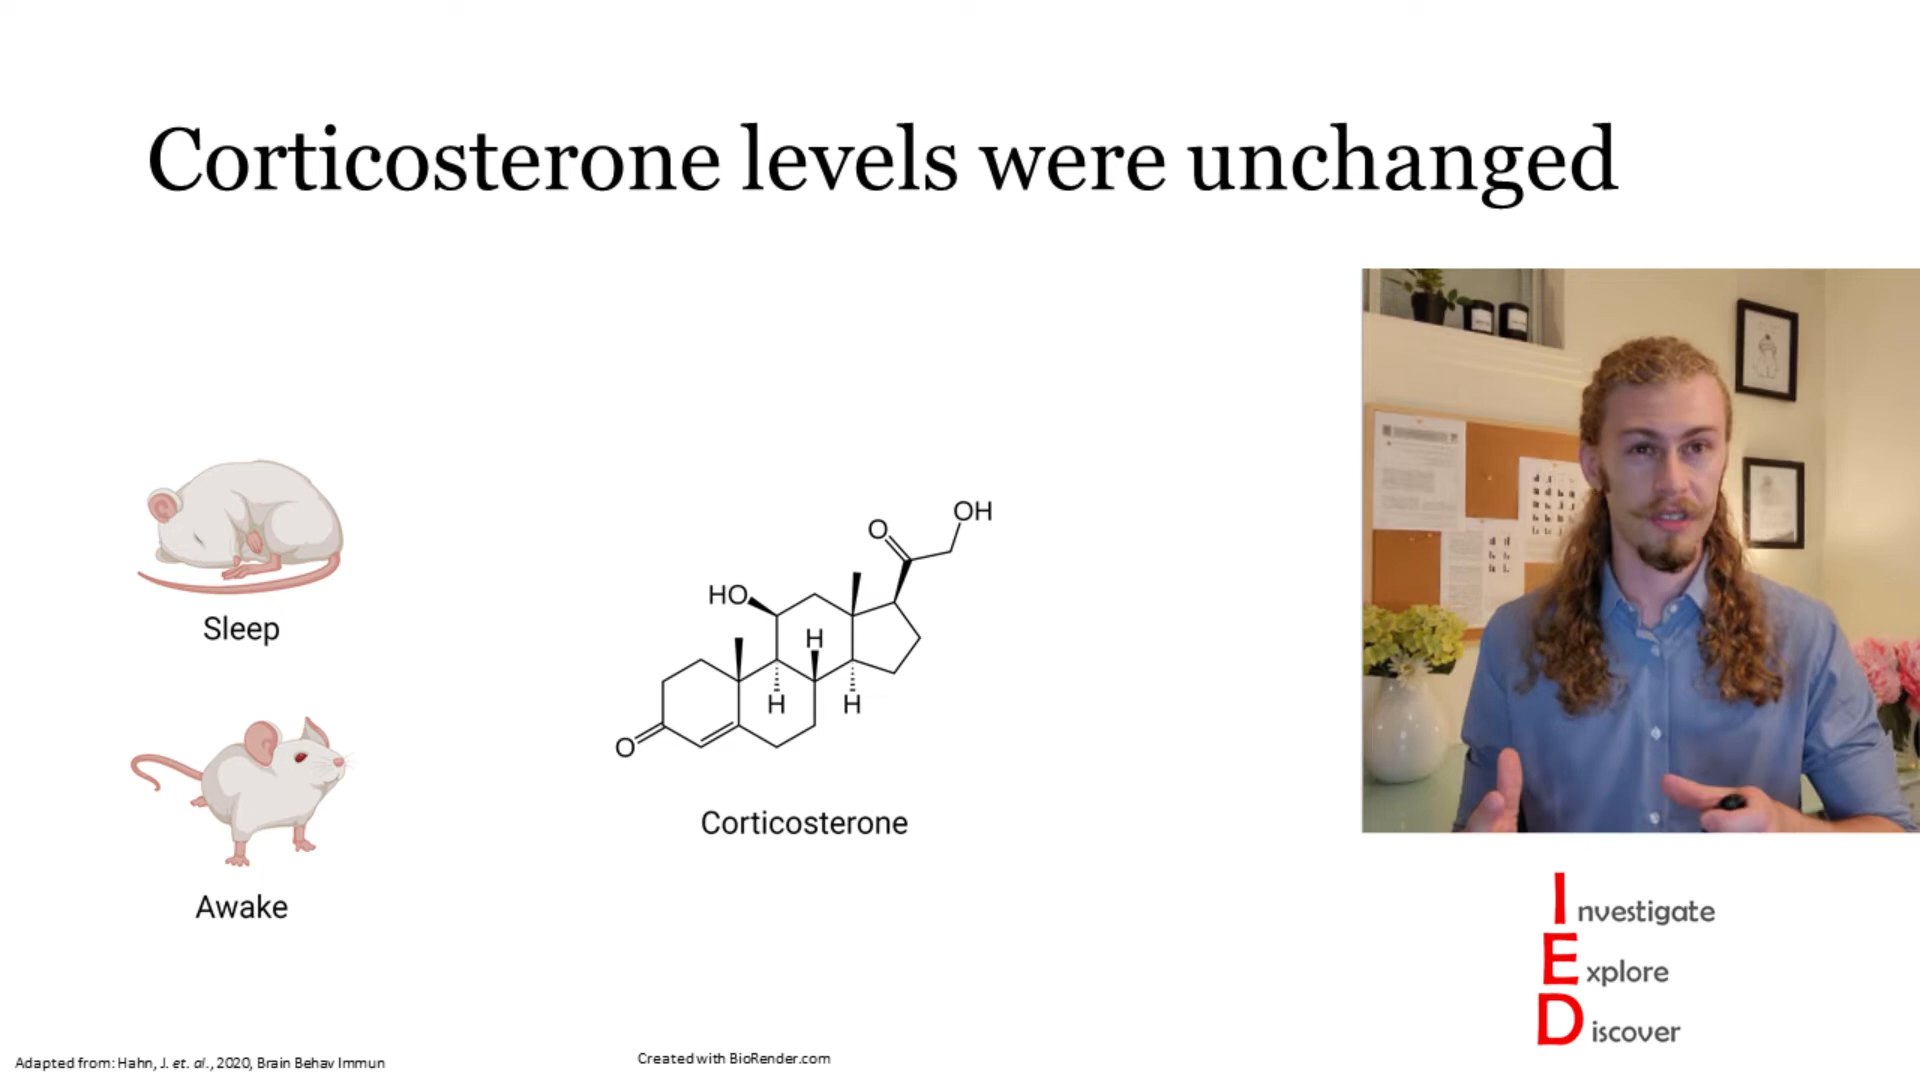 Corticosterone levels were unchanged
Sleep
Awake
OH
O
HO
H
H
H
O
Corticosterone
Investigate
Explore
Discover
Adapted from: Hahn, J. et. al., 2020, Brain Behav Immun
Created with BioRender.com